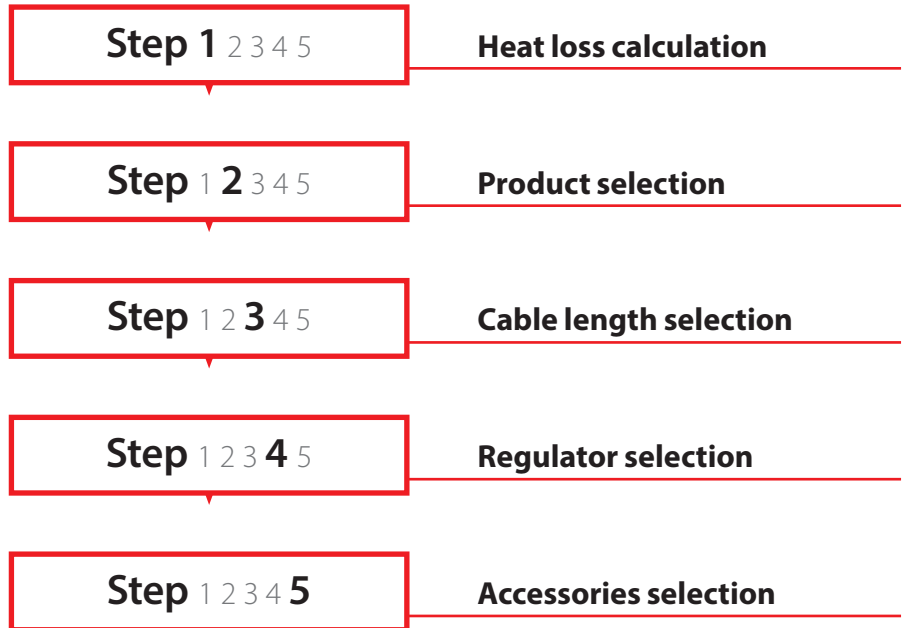 Step 1 2 3 4 5 Heat loss calculation
Step 1 2 3 4 5 Product selection
Step 1 2 3 4 5 Cable length selection
Step 1 2 3 4 5 Regulator selection
Step 1 2 3 4 5 Accessories selection